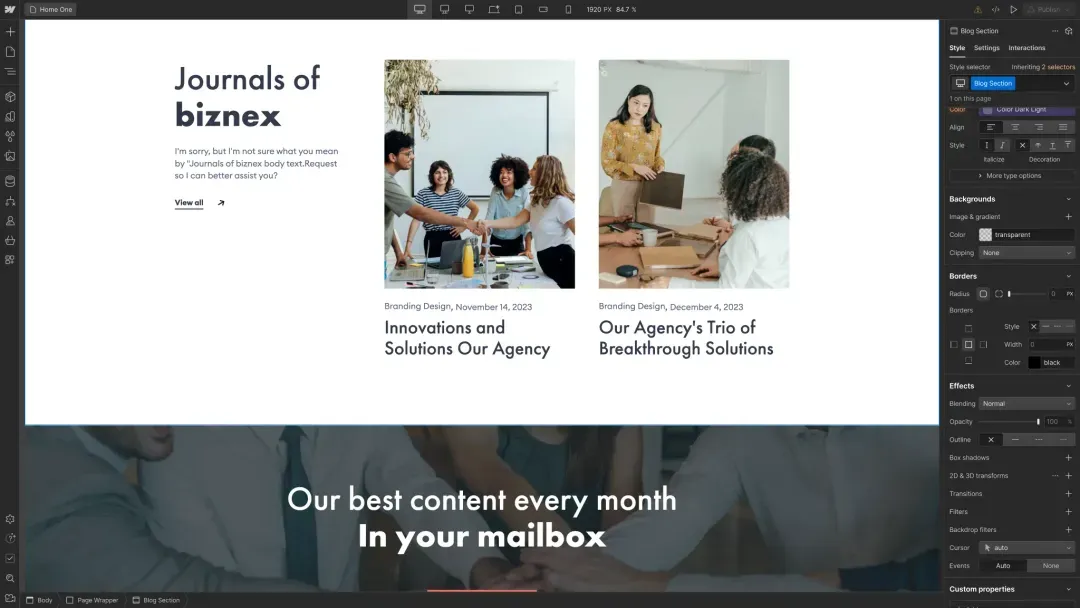 Home One
1920 PX 84.7 %
Publish
Journals of
biznex
I'm sorry, but I'm not sure what you mean
by "Journals of biznex body text.Request
so I can better assist you?
View all
Branding Design, November 14, 2023
Innovations and
Solutions Our Agency
Branding Design, December 4, 2023
Our Agency's Trio of
Breakthrough Solutions
Our best content every month
In your mailbox
Body
Page Wrapper
Blog Section
Blog Section
Style Settings Interactions
Style selector Inheriting 2 selectors
Blog Section
1 on this page
Color Color Dark Light
Align
Style
Italicize Decoration
More type options
Backgrounds
Image & gradient
Color transparent
Clipping None
Borders
Radius 0 PX
Borders
Style
Width 0 PX
Color black
Effects
Blending Normal
Opacity 100 %
Outline
Box shadows
2D & 3D transforms
Transitions
Filters
Backdrop filters
Cursor auto
Events Auto None
Custom properties